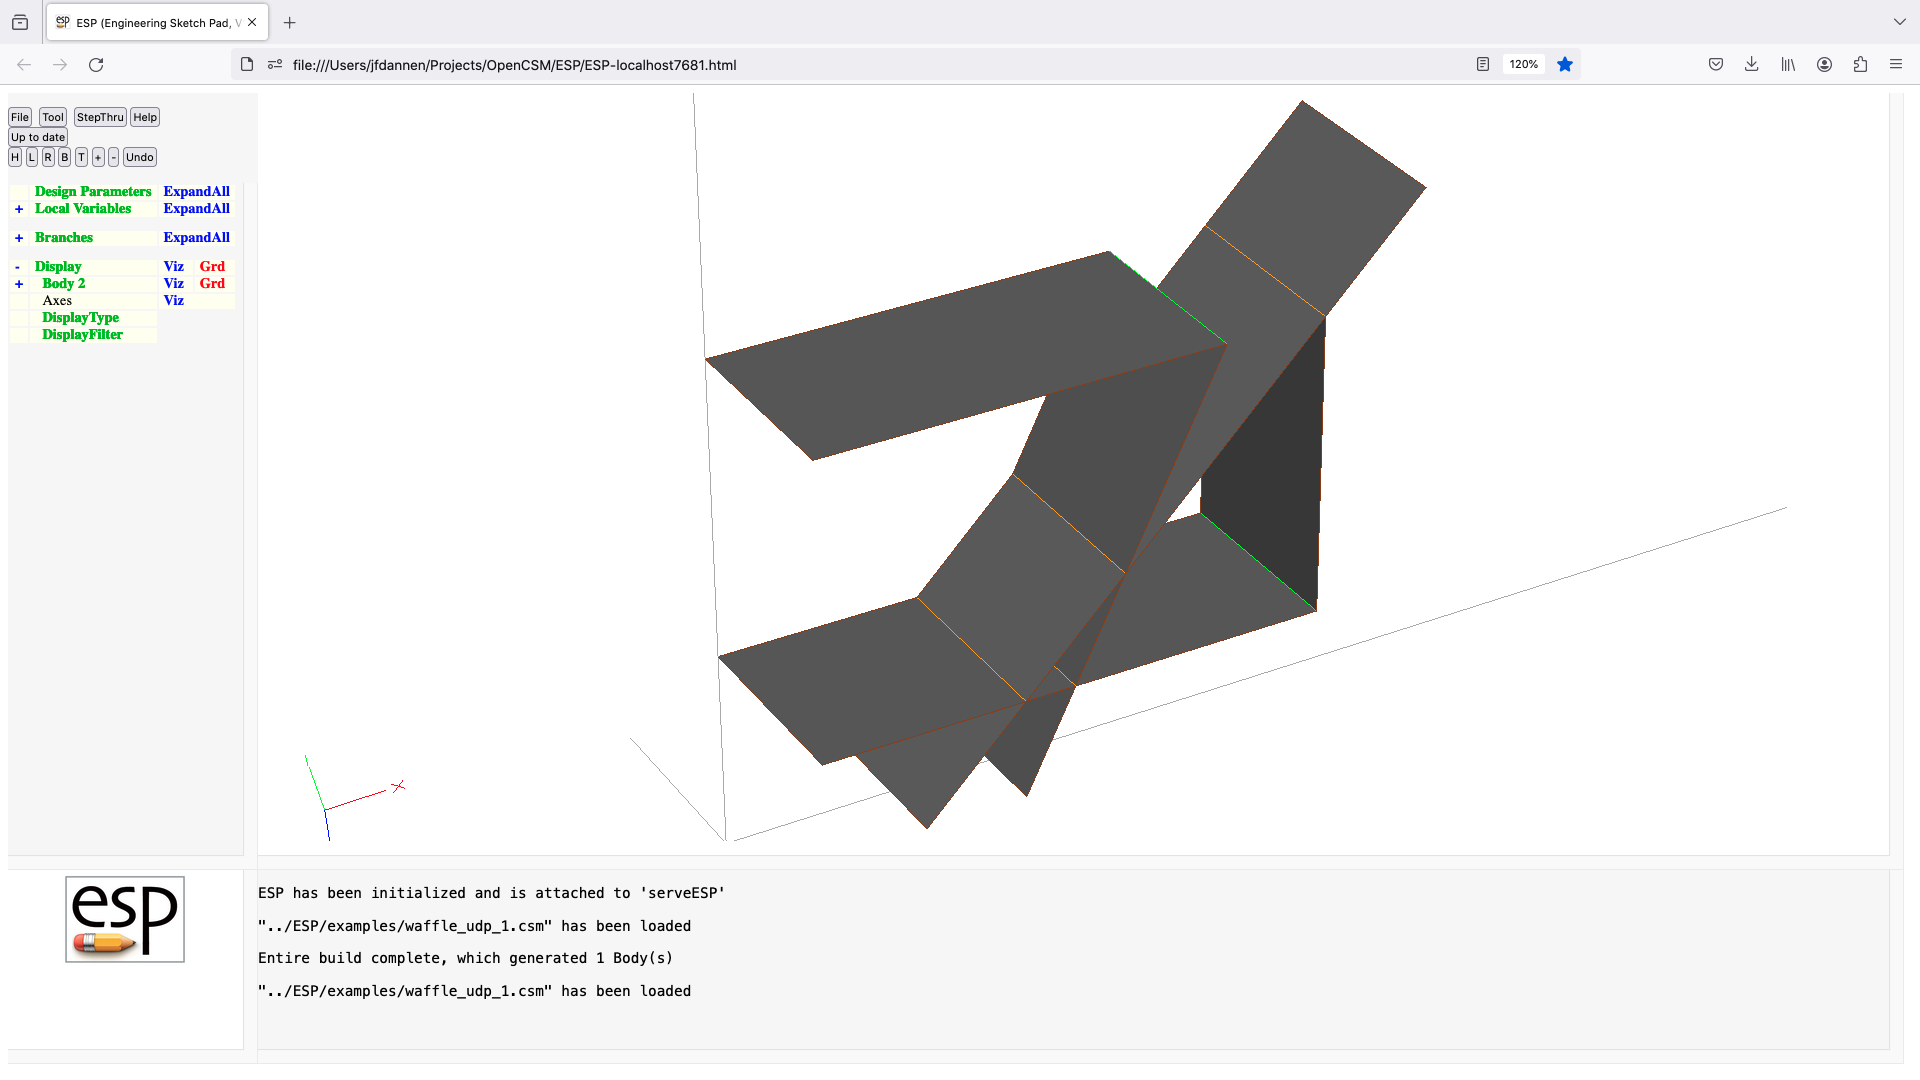 ESP (Engineering Sketch Pad, V
file:///Users/jfdannen/Projects/OpenCSM/ESP/ESP-localhost7681.html
120%
File Tool StepThru Help
Up to date
H L R B T + - Undo
Design Parameters ExpandAll
+ Local Variables ExpandAll
+ Branches ExpandAll
- Display Viz Grd
+ Body 2 Viz Grd
Axes Viz
DisplayType
DisplayFilter
X
esp
ESP has been initialized and is attached to 'serveESP'
"../ESP/examples/waffle_udp_1.csm" has been loaded
Entire build complete, which generated 1 Body(s)
"../ESP/examples/waffle_udp_1.csm" has been loaded